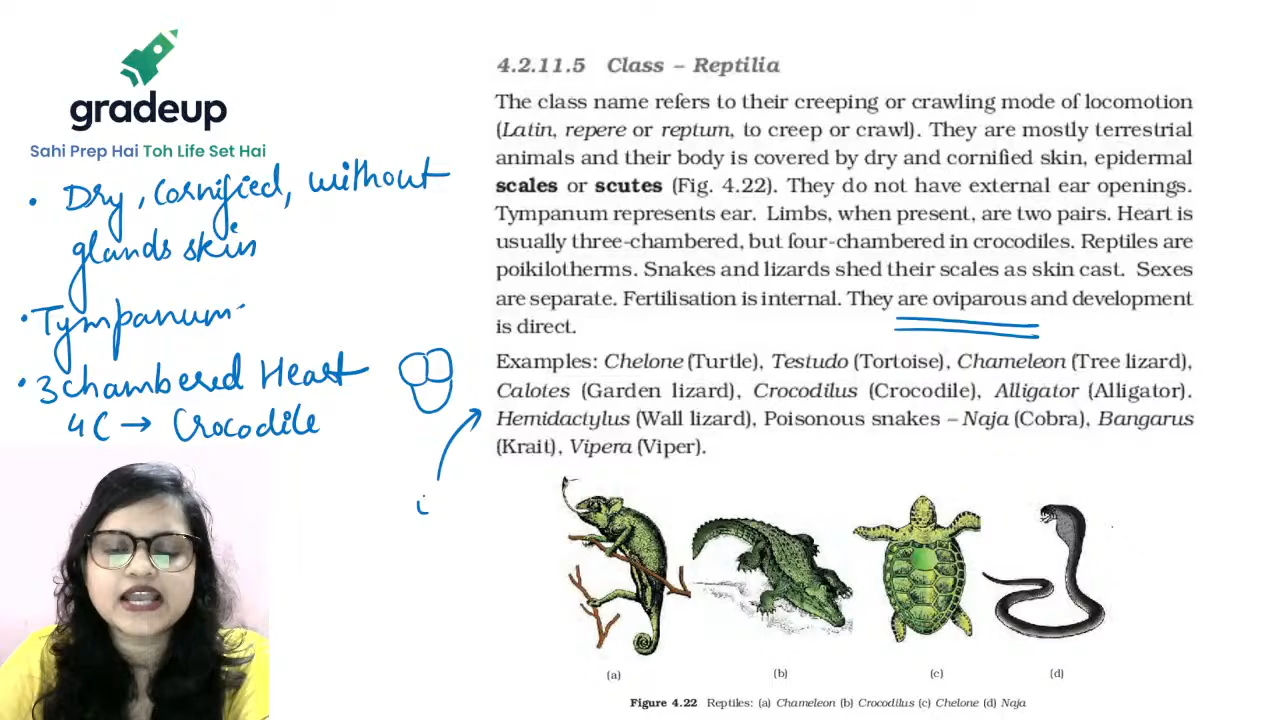 gradeup
Sahi Prep Hai Toh Life Set Hai
• Dry, Cornified, without
glands skin
• Tympanum
• 3 chambered Heart
4C → Crocodile
i
4.2.11.5 Class – Reptilia
The class name refers to their creeping or crawling mode of locomotion
(Latin, repere or reptum, to creep or crawl). They are mostly terrestrial
animals and their body is covered by dry and cornified skin, epidermal
scales or scutes (Fig. 4.22). They do not have external ear openings.
Tympanum represents ear. Limbs, when present, are two pairs. Heart is
usually three-chambered, but four-chambered in crocodiles. Reptiles are
poikilotherms. Snakes and lizards shed their scales as skin cast. Sexes
are separate. Fertilisation is internal. They are oviparous and development
is direct.
Examples: Chelone (Turtle), Testudo (Tortoise), Chameleon (Tree lizard),
Calotes (Garden lizard), Crocodilus (Crocodile), Alligator (Alligator).
Hemidactylus (Wall lizard), Poisonous snakes – Naja (Cobra), Bangarus
(Krait), Vipera (Viper).
(a) (b) (c) (d)
Figure 4.22 Reptiles: (a) Chameleon (b) Crocodilus (c) Chelone (d) Naja